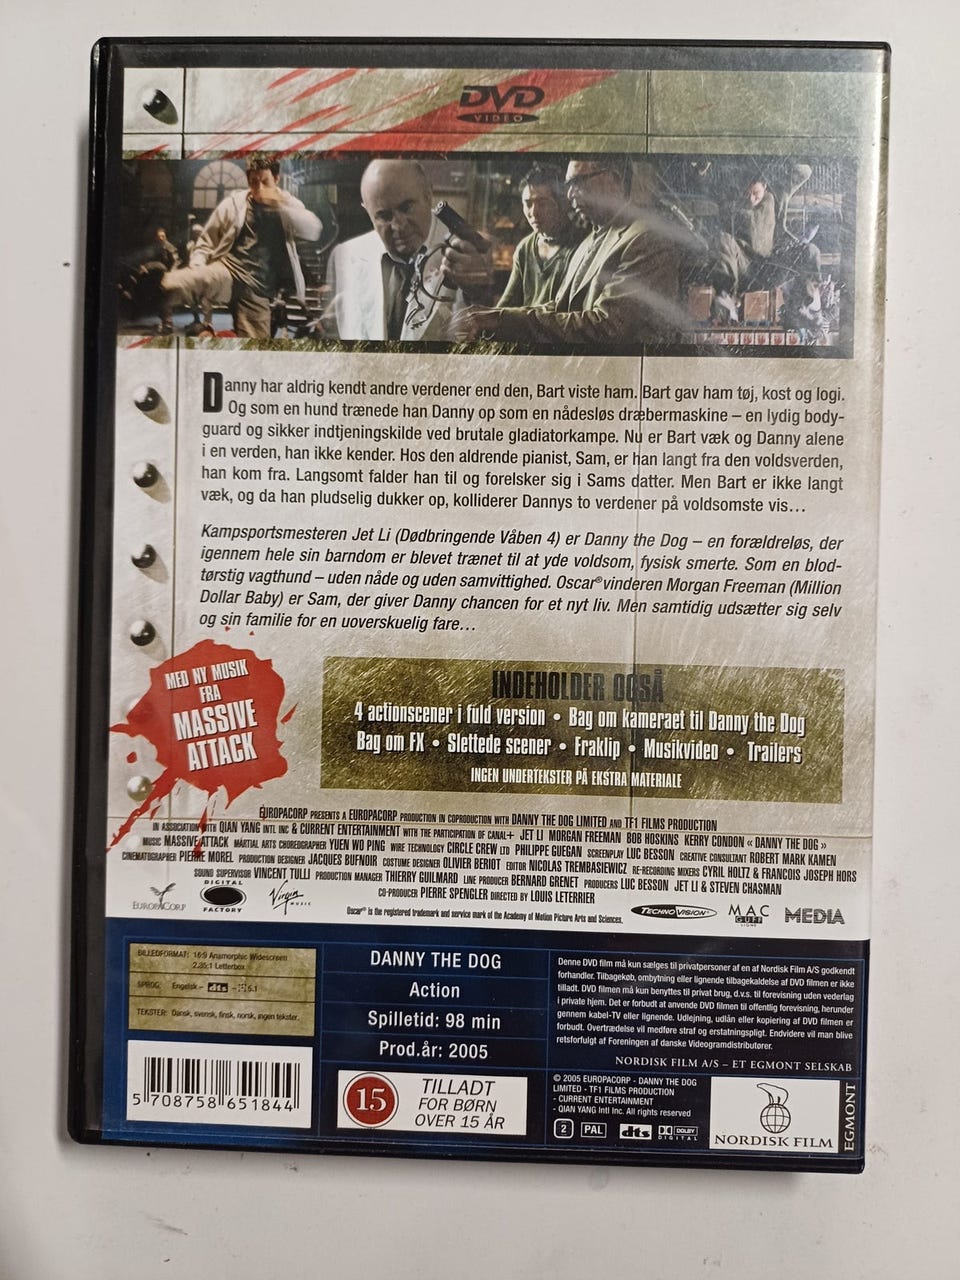 DVD
VIDEO
Danny har aldrig kendt andre verdener end den, Bart viste ham. Bart gav ham tøj, kost og logi.
Og som en hund trænede han Danny op som en nådesløs dræbermaskine – en lydig body-
guard og sikker indtjeningskilde ved brutale gladiatorkampe. Nu er Bart væk og Danny alene
i en verden, han ikke kender. Hos den aldrende pianist, Sam, er han langt fra den voldsverden,
han kom fra. Langsomt falder han til og forelsker sig i Sams datter. Men Bart er ikke langt
væk, og da han pludselig dukker op, kolliderer Dannys to verdener på voldsomste vis...
Kampsportsmesteren Jet Li (Dødbringende Våben 4) er Danny the Dog – en forældreløs, der
igennem hele sin barndom er blevet trænet til at yde voldsom, fysisk smerte. Som en blod-
tørstig vagthund – uden nåde og uden samvittighed. Oscar®vinderen Morgan Freeman (Million
Dollar Baby) er Sam, der giver Danny chancen for et nyt liv. Men samtidig udsætter sig selv
og sin familie for en uoverskuelig fare...
MED NY MUSIK
FRA
MASSIVE
ATTACK
INDEHOLDER OGSÅ
4 actionscener i fuld version • Bag om kameraet til Danny the Dog
Bag om FX • Slettede scener • Fraklip • Musikvideo • Trailers
INGEN UNDERTEKSTER PÅ EKSTRA MATERIALE
EUROPACORP PRESENTS A EUROPACORP PRODUCTION IN COPRODUCTION WITH DANNY THE DOG LIMITED AND TF1 FILMS PRODUCTION
IN ASSOCIATION WITH QIAN YANG INTL INC & CURRENT ENTERTAINMENT WITH THE PARTICIPATION OF CANAL+ JET LI MORGAN FREEMAN BOB HOSKINS KERRY CONDON « DANNY THE DOG »
MUSIC MASSIVE ATTACK MARTIAL ARTS CHOREOGRAPHER YUEN WO PING WIRE TECHNOLOGY CIRCLE CREW LTD PHILIPPE GUEGAN SCREENPLAY LUC BESSON CREATIVE CONSULTANT ROBERT MARK KAMEN
CINEMATOGRAPHER PIERRE MOREL PRODUCTION DESIGNER JACQUES BUFNOIR COSTUME DESIGNER OLIVIER BERIOT EDITOR NICOLAS TREMBASIEWICZ RE-RECORDING MIXERS CYRIL HOLTZ & FRANCOIS JOSEPH HORS
SOUND SUPERVISOR VINCENT TULLI PRODUCTION MANAGER THIERRY GUILMARD LINE PRODUCER BERNARD GRENET PRODUCERS LUC BESSON JET LI & STEVEN CHASMAN
CO-PRODUCER PIERRE SPENGLER DIRECTED BY LOUIS LETERRIER
EUROPACORP
DIGITAL
FACTORY
Virgin
MUSIC
Oscar® is the registered trademark and service mark of the Academy of Motion Picture Arts and Sciences.
TECHNOVISION
MAC
GUFF
LIGNE
MEDIA
BILLEDFORMAT: 16:9 Anamorphic Widescreen
2.35:1 Letterbox
SPROG: Engelsk – dts – 5.1
TEKSTER: Dansk, svensk, finsk, norsk, ingen tekster.
5 708758 651844
DANNY THE DOG
Action
Spilletid: 98 min
Prod.år: 2005
15
TILLADT
FOR BØRN
OVER 15 ÅR
Denne DVD film må kun sælges til privatpersoner af en af Nordisk Film A/S godkendt
forhandler. Tilbagekøb, ombytning eller lignende tilbagekaldelse af DVD filmen er ikke
tilladt. DVD filmen må kun benyttes til privat brug, d.v.s. til forevisning uden vederlag
i private hjem. Det er forbudt at anvende DVD filmen til offentlig forevisning, herunder
gennem kabel-TV eller lignende. Udlejning, udlån eller kopiering af DVD filmen er
forbudt. Overtrædelse vil medføre straf og erstatningspligt. Endvidere vil man blive
retsforfulgt af Foreningen af danske Videogramdistributører.
NORDISK FILM A/S – ET EGMONT SELSKAB
© 2005 EUROPACORP - DANNY THE DOG
LIMITED - TF1 FILMS PRODUCTION
- CURRENT ENTERTAINMENT
- QIAN YANG Intl Inc. All rights reserved
2 PAL dts DOLBY
DIGITAL
NORDISK FILM
EGMONT